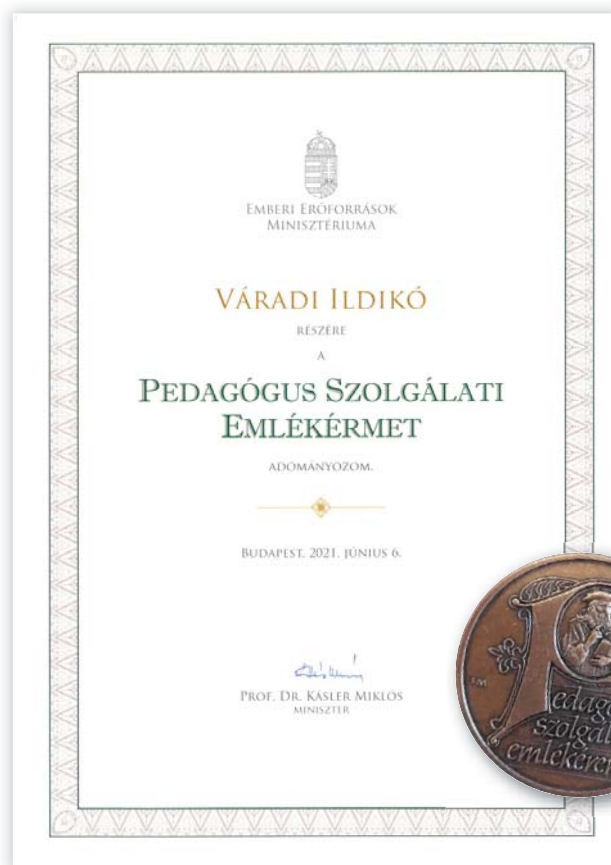 EMBERI ERŐFORRÁSOK
MINISZTÉRIUMA
VÁRADI ILDIKÓ
RÉSZÉRE
A
PEDAGÓGUS SZOLGÁLATI
EMLÉKÉRMET
ADOMÁNYOZOM.
BUDAPEST, 2021. JÚNIUS 6.
PROF. DR. KÁSLER MIKLÓS
MINISZTER